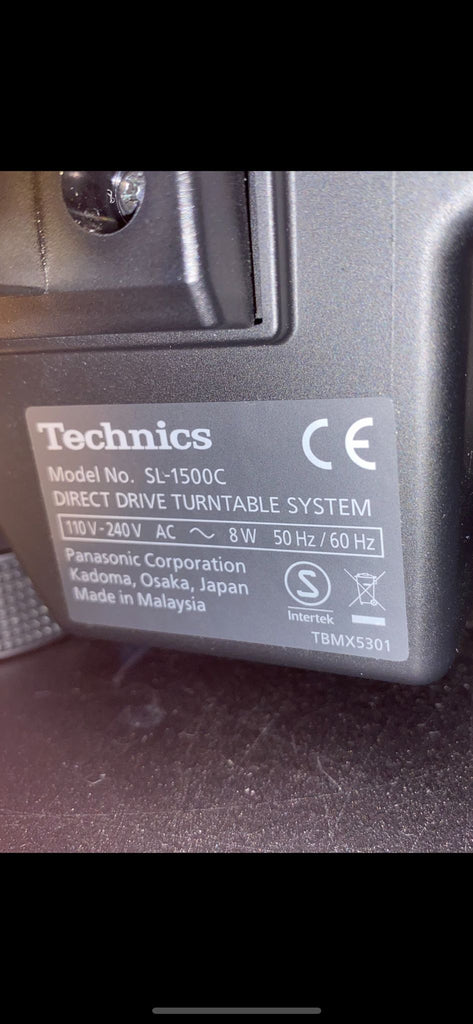 Technics
CE
Model No. SL-1500C
DIRECT DRIVE TURNTABLE SYSTEM
110 V - 240 V AC ～ 8 W 50 Hz / 60 Hz
Panasonic Corporation
Kadoma, Osaka, Japan
Made in Malaysia
S
Intertek
TBMX5301